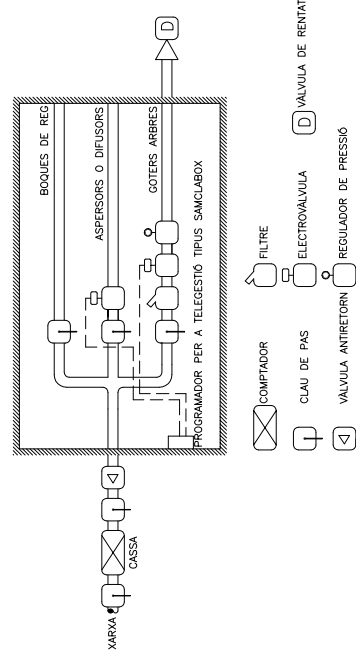 BOQUES DE REG
ASPERSORS O DIFUSORS
GOTERS ARBRES
D
PROGRAMADOR PER A TELEGESTIÓ TIPUS SAMCLABOX
XARXA
CASSA
COMPTADOR
FILTRE
CLAU DE PAS
ELECTROVÀLVULA
D VÀLVULA DE RENTAT
VÀLVULA ANTIRETORN
REGULADOR DE PRESSIÓ